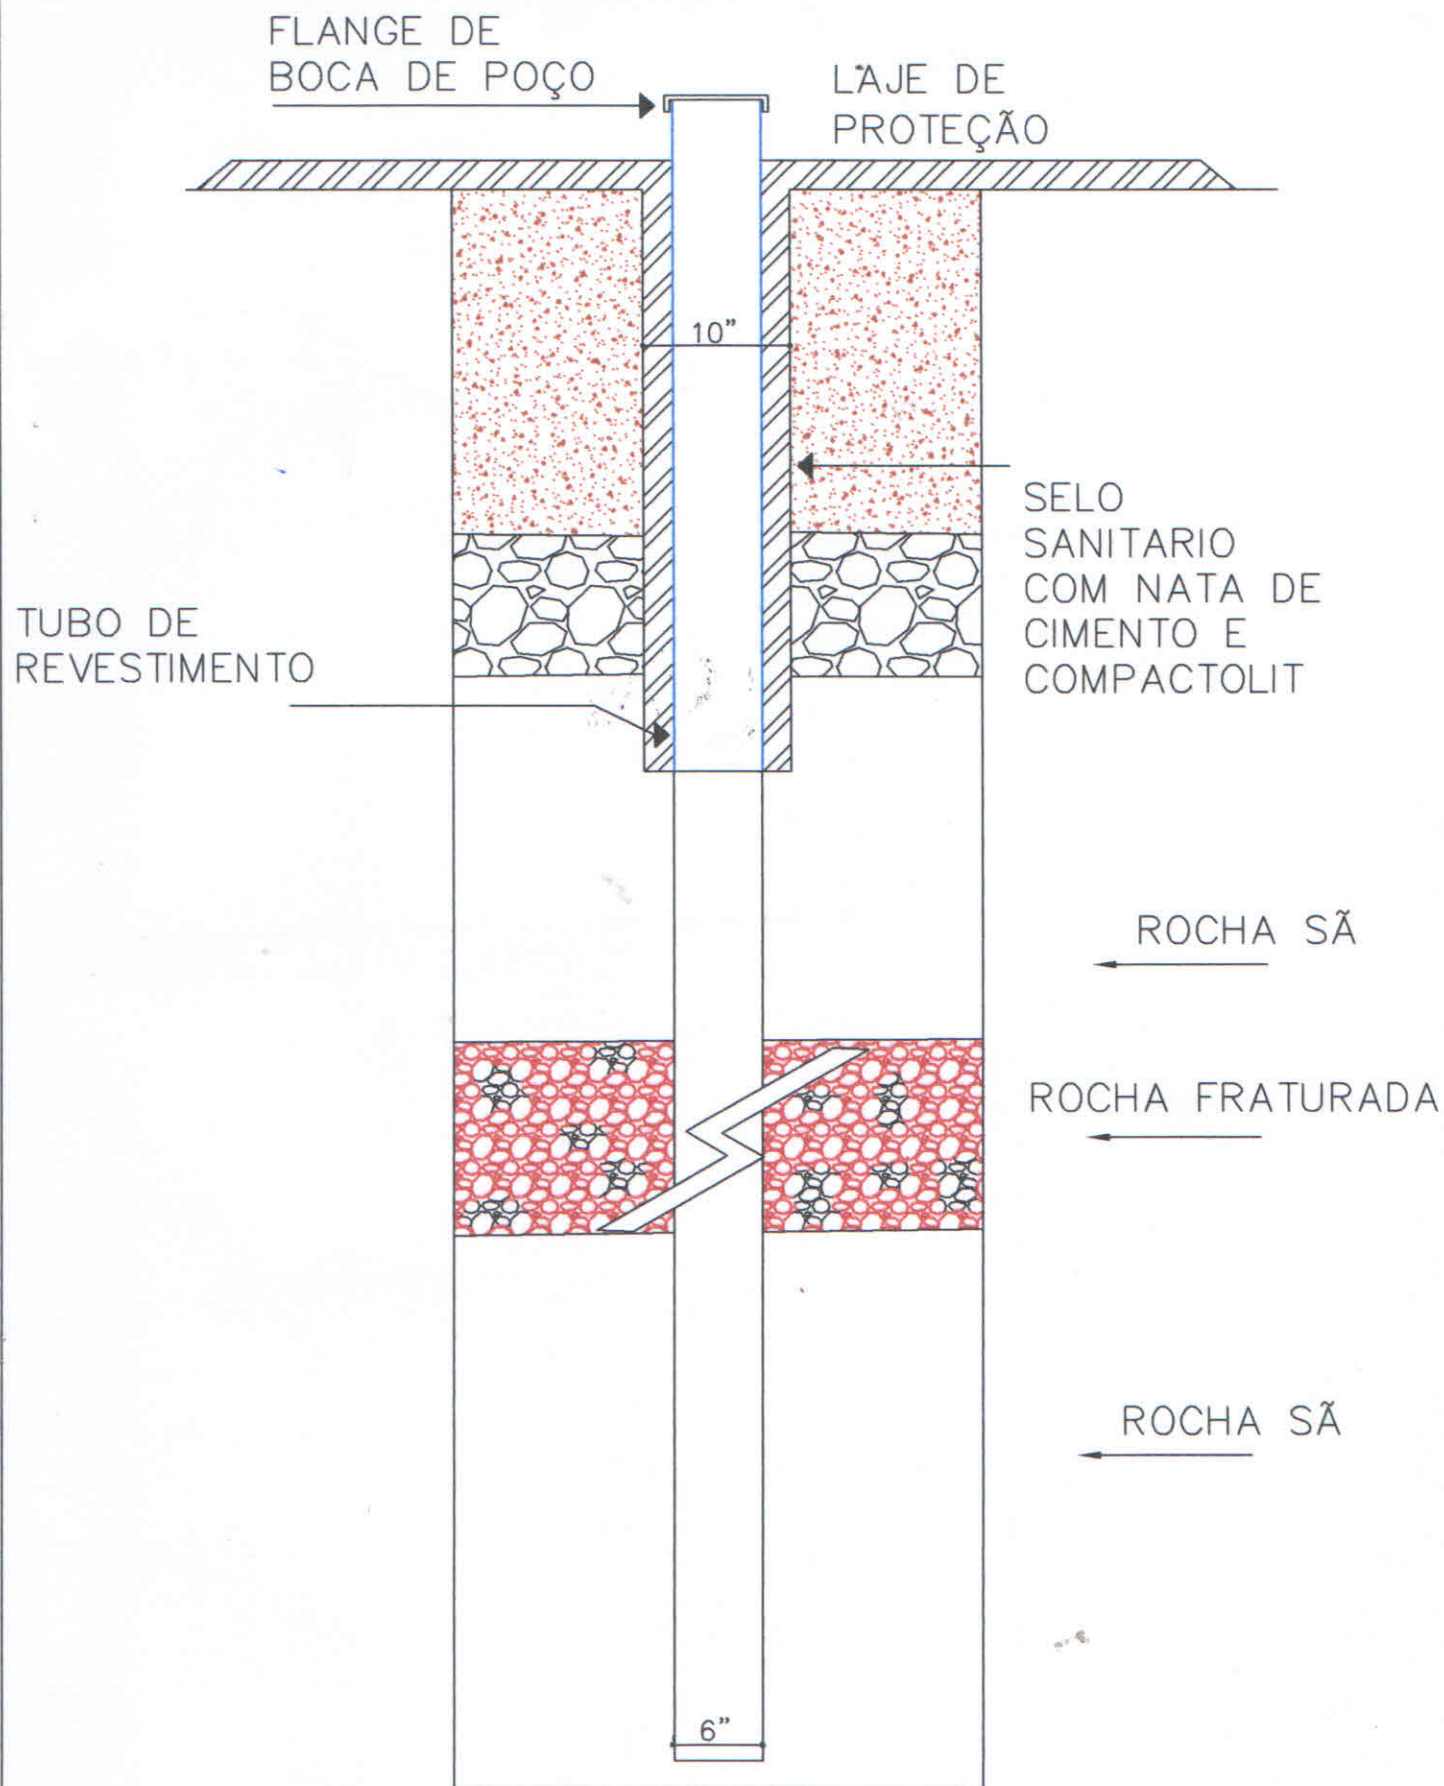 FLANGE DE
BOCA DE POÇO
LAJE DE
PROTEÇÃO
10"
SELO
SANITARIO
COM NATA DE
CIMENTO E
COMPACTOLIT
TUBO DE
REVESTIMENTO
ROCHA SÃ
ROCHA FRATURADA
ROCHA SÃ
6"